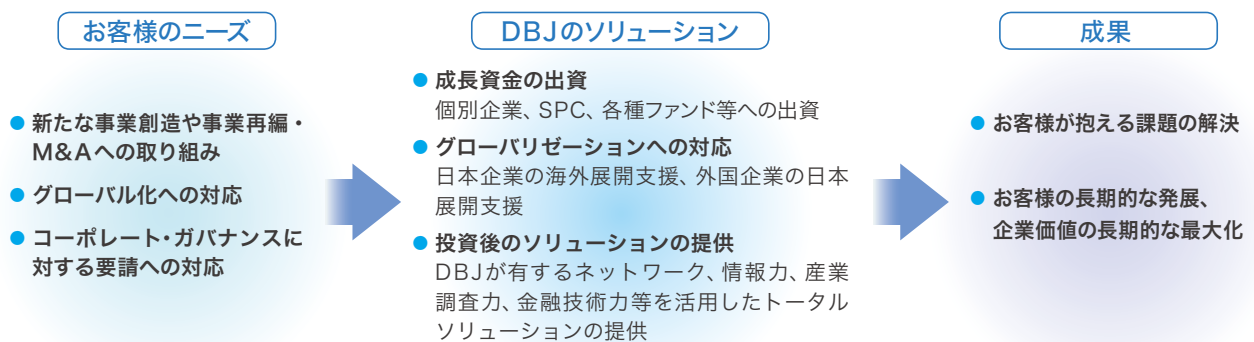 お客様のニーズ
● 新たな事業創造や事業再編・
M&Aへの取り組み
● グローバル化への対応
● コーポレート・ガバナンスに
対する要請への対応
DBJのソリューション
● 成長資金の出資
個別企業、SPC、各種ファンド等への出資
● グローバリゼーションへの対応
日本企業の海外展開支援、外国企業の日本
展開支援
● 投資後のソリューションの提供
DBJが有するネットワーク、情報力、産業
調査力、金融技術力等を活用したトータル
ソリューションの提供
成果
● お客様が抱える課題の解決
● お客様の長期的な発展、
企業価値の長期的な最大化